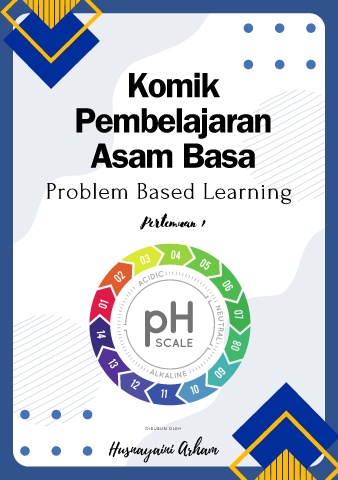 Komik
Pembelajaran
Asam Basa
Problem Based Learning
Pertemuan 1
ACIDIC
NEUTRAL
ALKALINE
pH
SCALE
01
02
03
04
05
06
07
08
09
10
11
12
13
14
DISUSUN OLEH
Husnayaini Arham